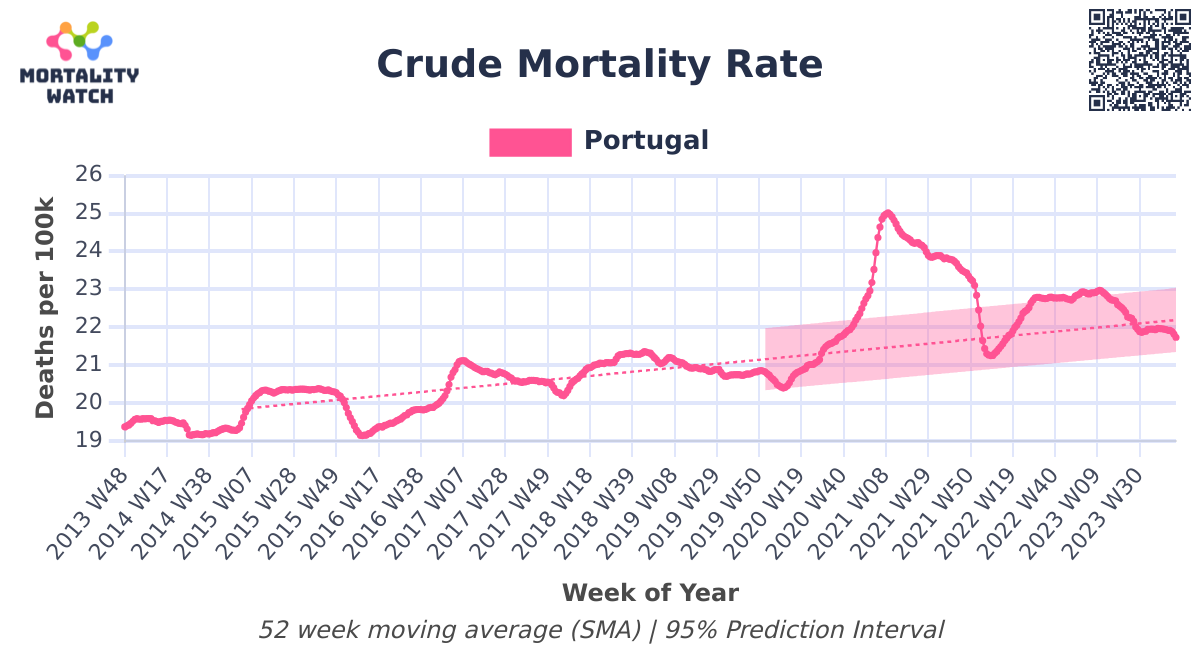 MORTALITY
WATCH
Crude Mortality Rate
Portugal
Deaths per 100k
26
25
24
23
22
21
20
19
2013 W48
2014 W17
2014 W38
2015 W07
2015 W28
2015 W49
2016 W17
2016 W38
2017 W07
2017 W28
2017 W49
2018 W18
2018 W39
2019 W08
2019 W29
2019 W50
2020 W19
2020 W40
2021 W08
2021 W29
2021 W50
2022 W19
2022 W40
2023 W09
2023 W30
Week of Year
52 week moving average (SMA) | 95% Prediction Interval